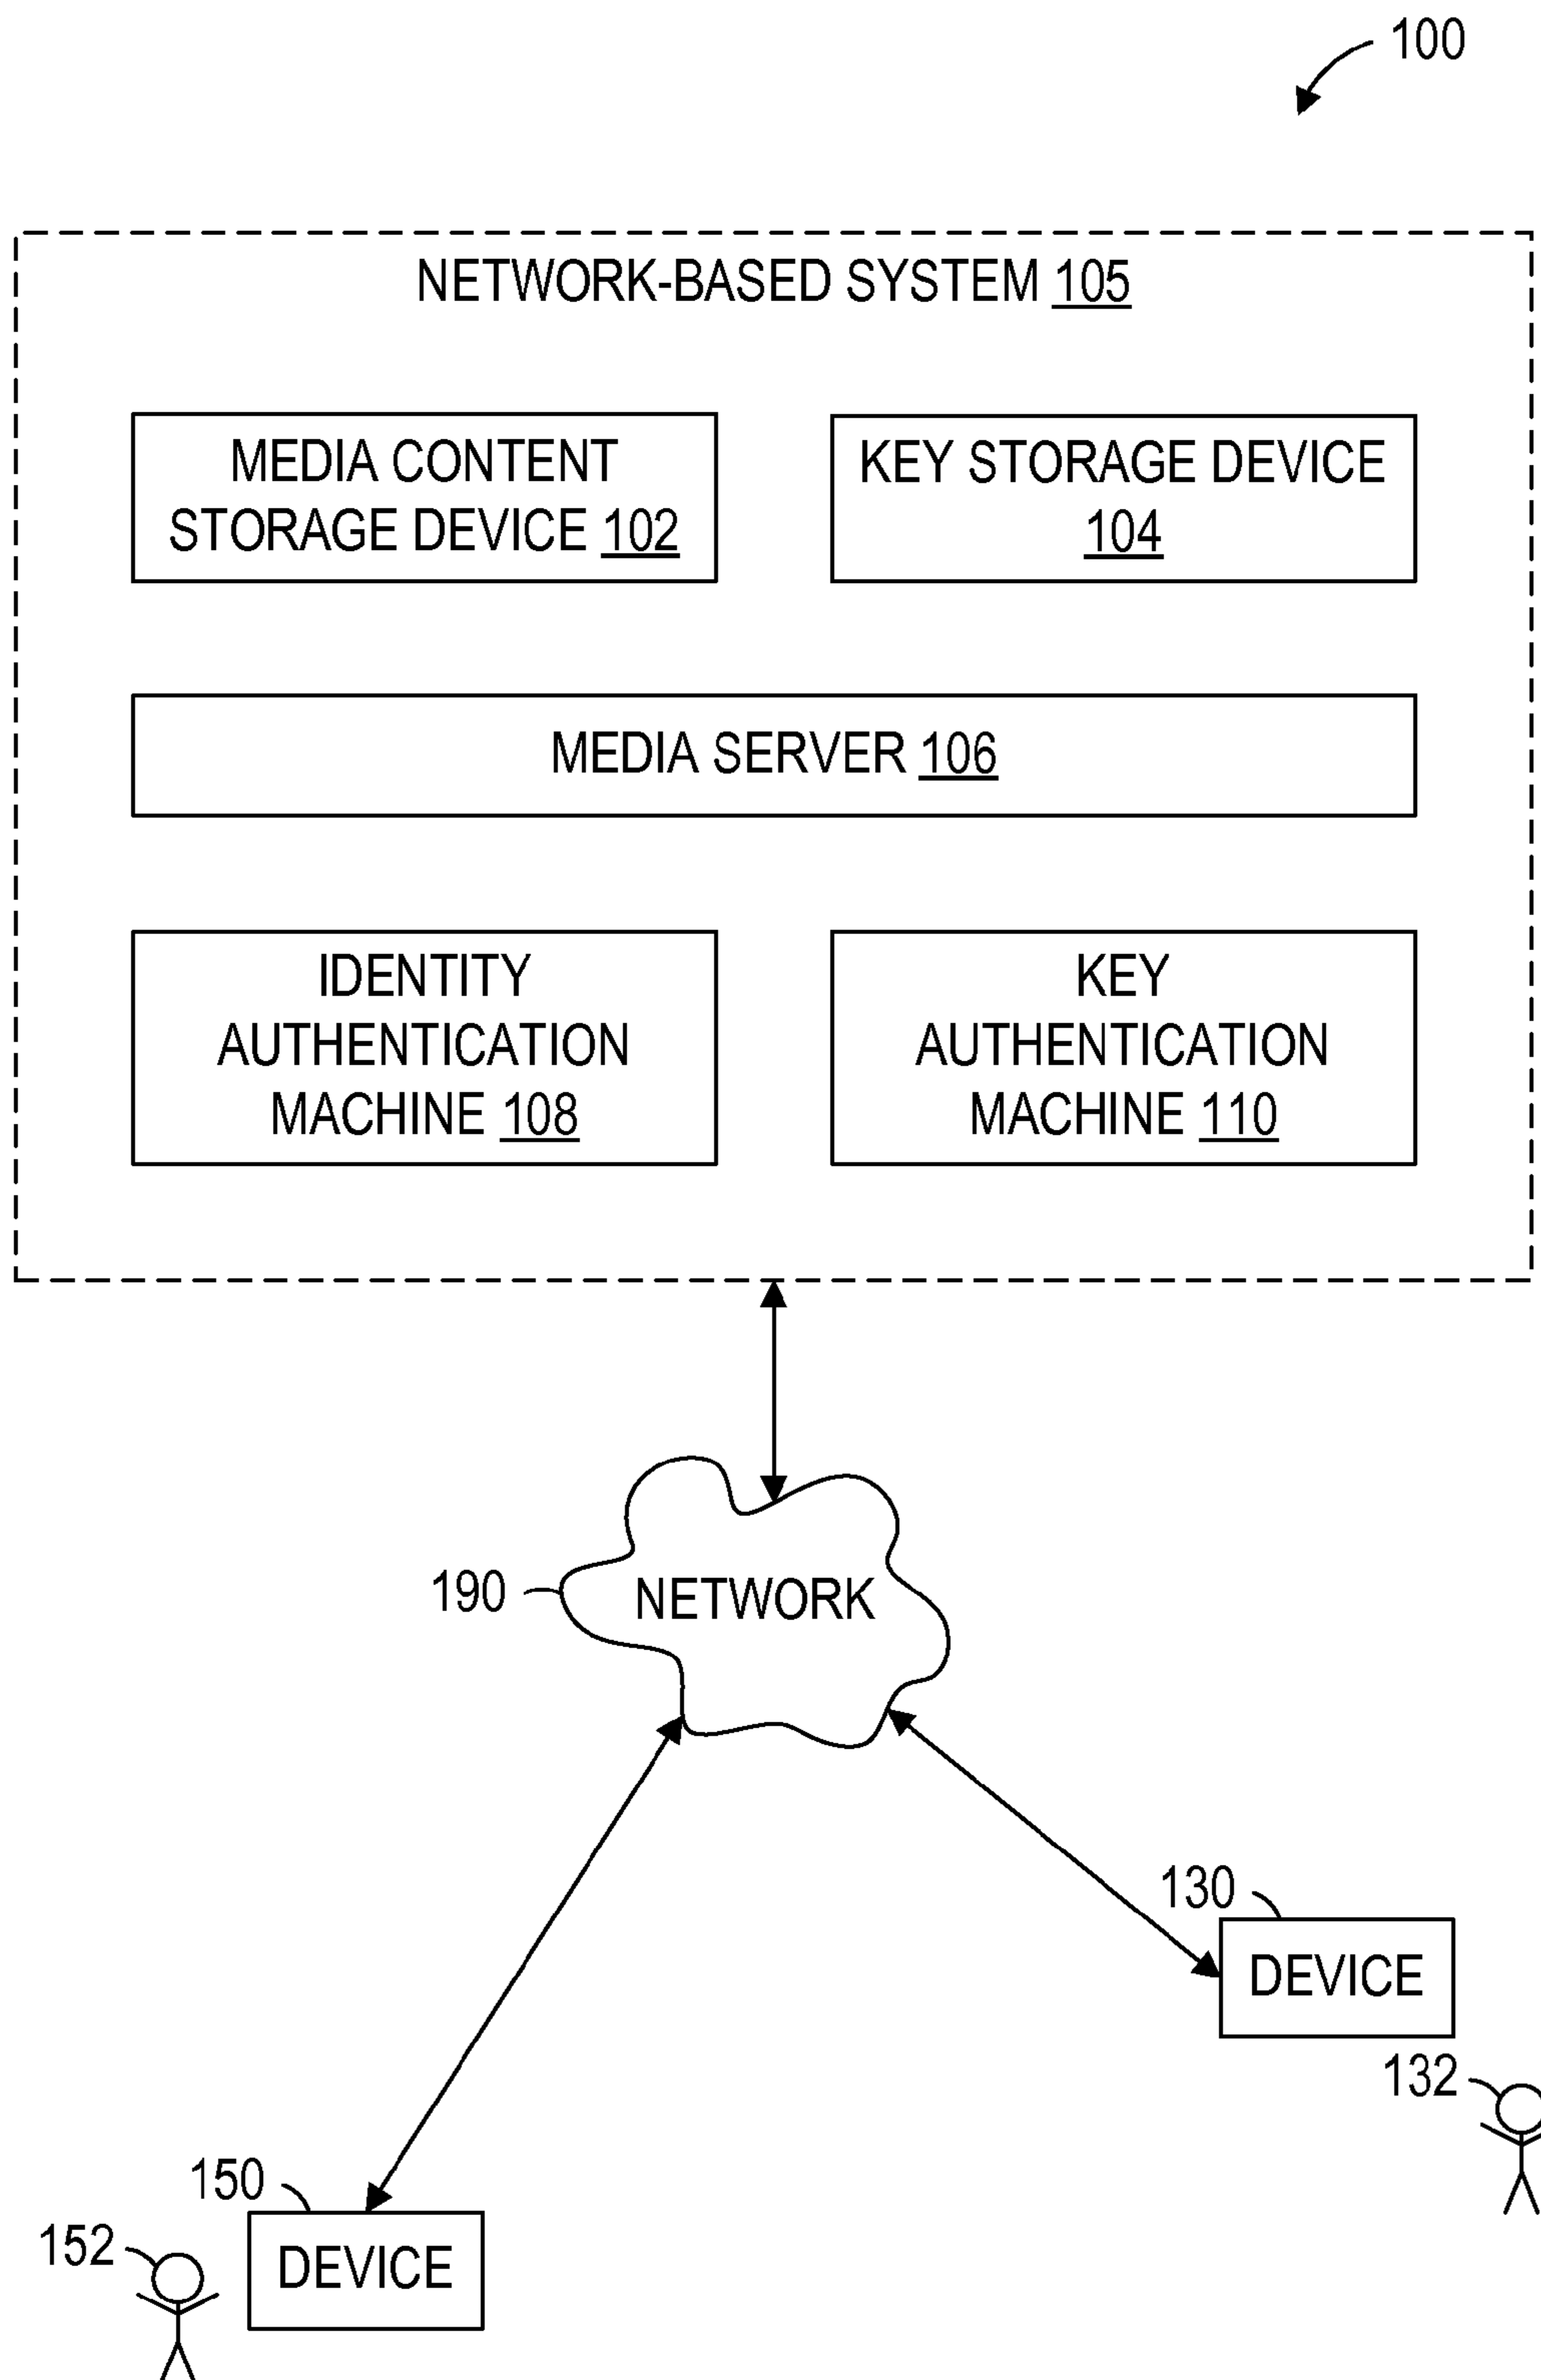 100
NETWORK-BASED SYSTEM 105
MEDIA CONTENT
STORAGE DEVICE 102
KEY STORAGE DEVICE
104
MEDIA SERVER 106
IDENTITY
AUTHENTICATION
MACHINE 108
KEY
AUTHENTICATION
MACHINE 110
190
NETWORK
130
DEVICE
132
150
DEVICE
152